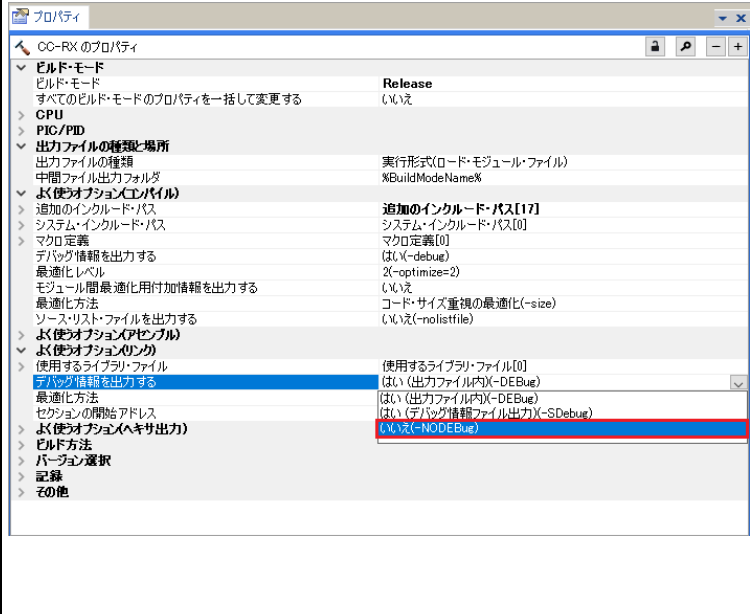 プロパティ
CC-RX のプロパティ
ビルド・モード
ビルド・モード Release
すべてのビルド・モードのプロパティを一括して変更する いいえ
CPU
PIC/PID
出力ファイルの種類と場所
出力ファイルの種類 実行形式(ロード・モジュール・ファイル)
中間ファイル出力フォルダ %BuildModeName%
よく使うオプション(コンパイル)
追加のインクルード・パス 追加のインクルード・パス[17]
システム・インクルード・パス システム・インクルード・パス[0]
マクロ定義 マクロ定義[0]
デバッグ情報を出力する はい(-debug)
最適化レベル 2(-optimize=2)
モジュール間最適化用付加情報を出力する いいえ
最適化方法 コード・サイズ重視の最適化(-size)
ソース・リスト・ファイルを出力する いいえ(-nolistfile)
よく使うオプション(アセンブル)
よく使うオプション(リンク)
使用するライブラリ・ファイル 使用するライブラリ・ファイル[0]
デバッグ情報を出力する はい (出力ファイル内)(-DEBug)
最適化方法 はい (出力ファイル内)(-DEBug)
セクションの開始アドレス はい (デバッグ情報ファイル出力)(-SDebug)
よく使うオプション(ヘキサ出力) いいえ(-NODEBug)
ビルド方法
バージョン選択
記録
その他